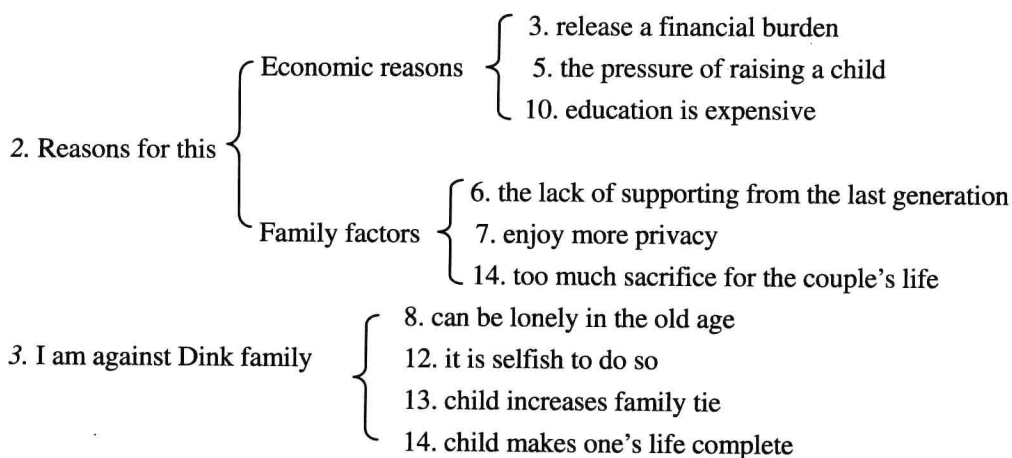 3. release a financial burden
Economic reasons
5. the pressure of raising a child
10. education is expensive
2. Reasons for this
6. the lack of supporting from the last generation
Family factors
7. enjoy more privacy
14. too much sacrifice for the couple's life
8. can be lonely in the old age
3. I am against Dink family
12. it is selfish to do so
13. child increases family tie
14. child makes one's life complete